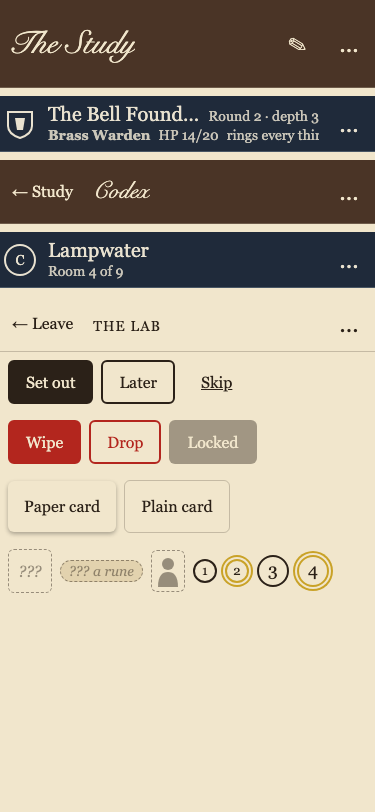 The Study ✎ ...
The Bell Found... Round 2 · depth 3
Brass Warden HP 14/20 rings every ...
← Study Codex ...
C Lampwater
Room 4 of 9 ...
← Leave THE LAB ...
Set out Later Skip
Wipe Drop Locked
Paper card Plain card
??? ??? a rune 1 2 3 4